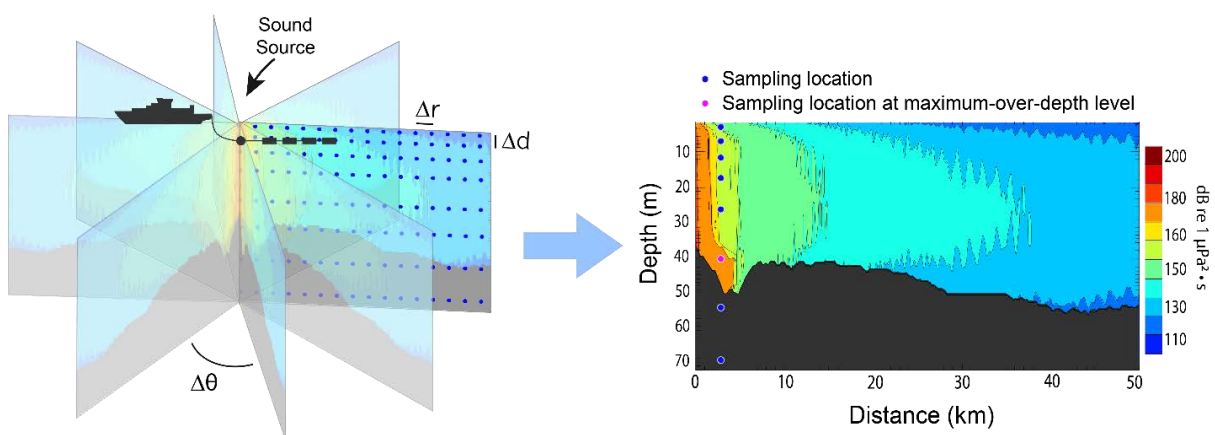 Sound
Source
Δr
Δd
Δθ
Sampling location
Sampling location at maximum-over-depth level
Depth (m)
10
20
30
40
50
60
70
0
10
20
30
40
50
Distance (km)
200
180
160
150
130
110
dB re 1 µPa²·s